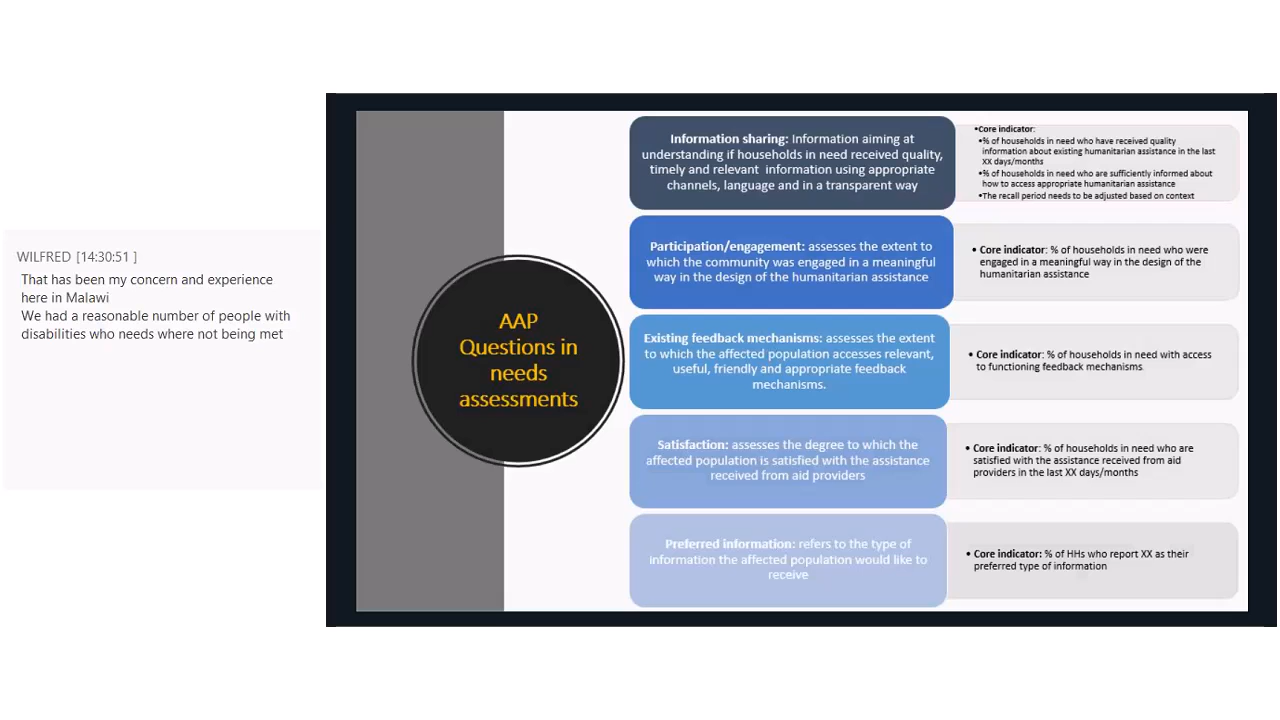 WILFRED [14:30:51 ]
That has been my concern and experience
here in Malawi
We had a reasonable number of people with
disabilities who needs where not being met
AAP
Questions in
needs
assessments
Information sharing: Information aiming at
understanding if households in need received quality,
timely and relevant information using appropriate
channels, language and in a transparent way
•Core indicator:
•% of households in need who have received quality
information about existing humanitarian assistance in the last
XX days/months
•% of households in need who are sufficiently informed about
how to access appropriate humanitarian assistance
•The recall period needs to be adjusted based on context
Participation/engagement: assesses the extent to
which the community was engaged in a meaningful
way in the design of the humanitarian assistance
• Core indicator: % of households in need who were
engaged in a meaningful way in the design of the
humanitarian assistance
Existing feedback mechanisms: assesses the extent
to which the affected population accesses relevant,
useful, friendly and appropriate feedback
mechanisms.
• Core indicator: % of households in need with access
to functioning feedback mechanisms.
Satisfaction: assesses the degree to which the
affected population is satisfied with the assistance
received from aid providers
• Core indicator: % of households in need who are
satisfied with the assistance received from aid
providers in the last XX days/months
Preferred information: refers to the type of
information the affected population would like to
receive
• Core indicator: % of HHs who report XX as their
preferred type of information